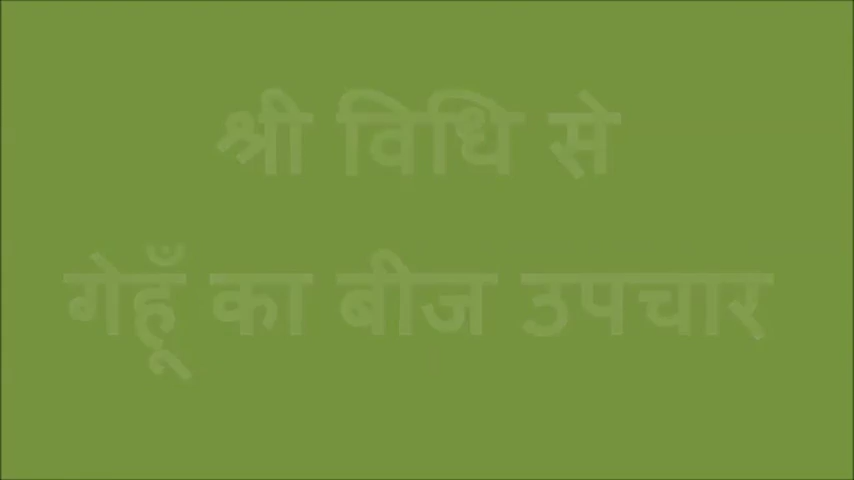 श्री विधि से
गेहूँ का बीज उपचार